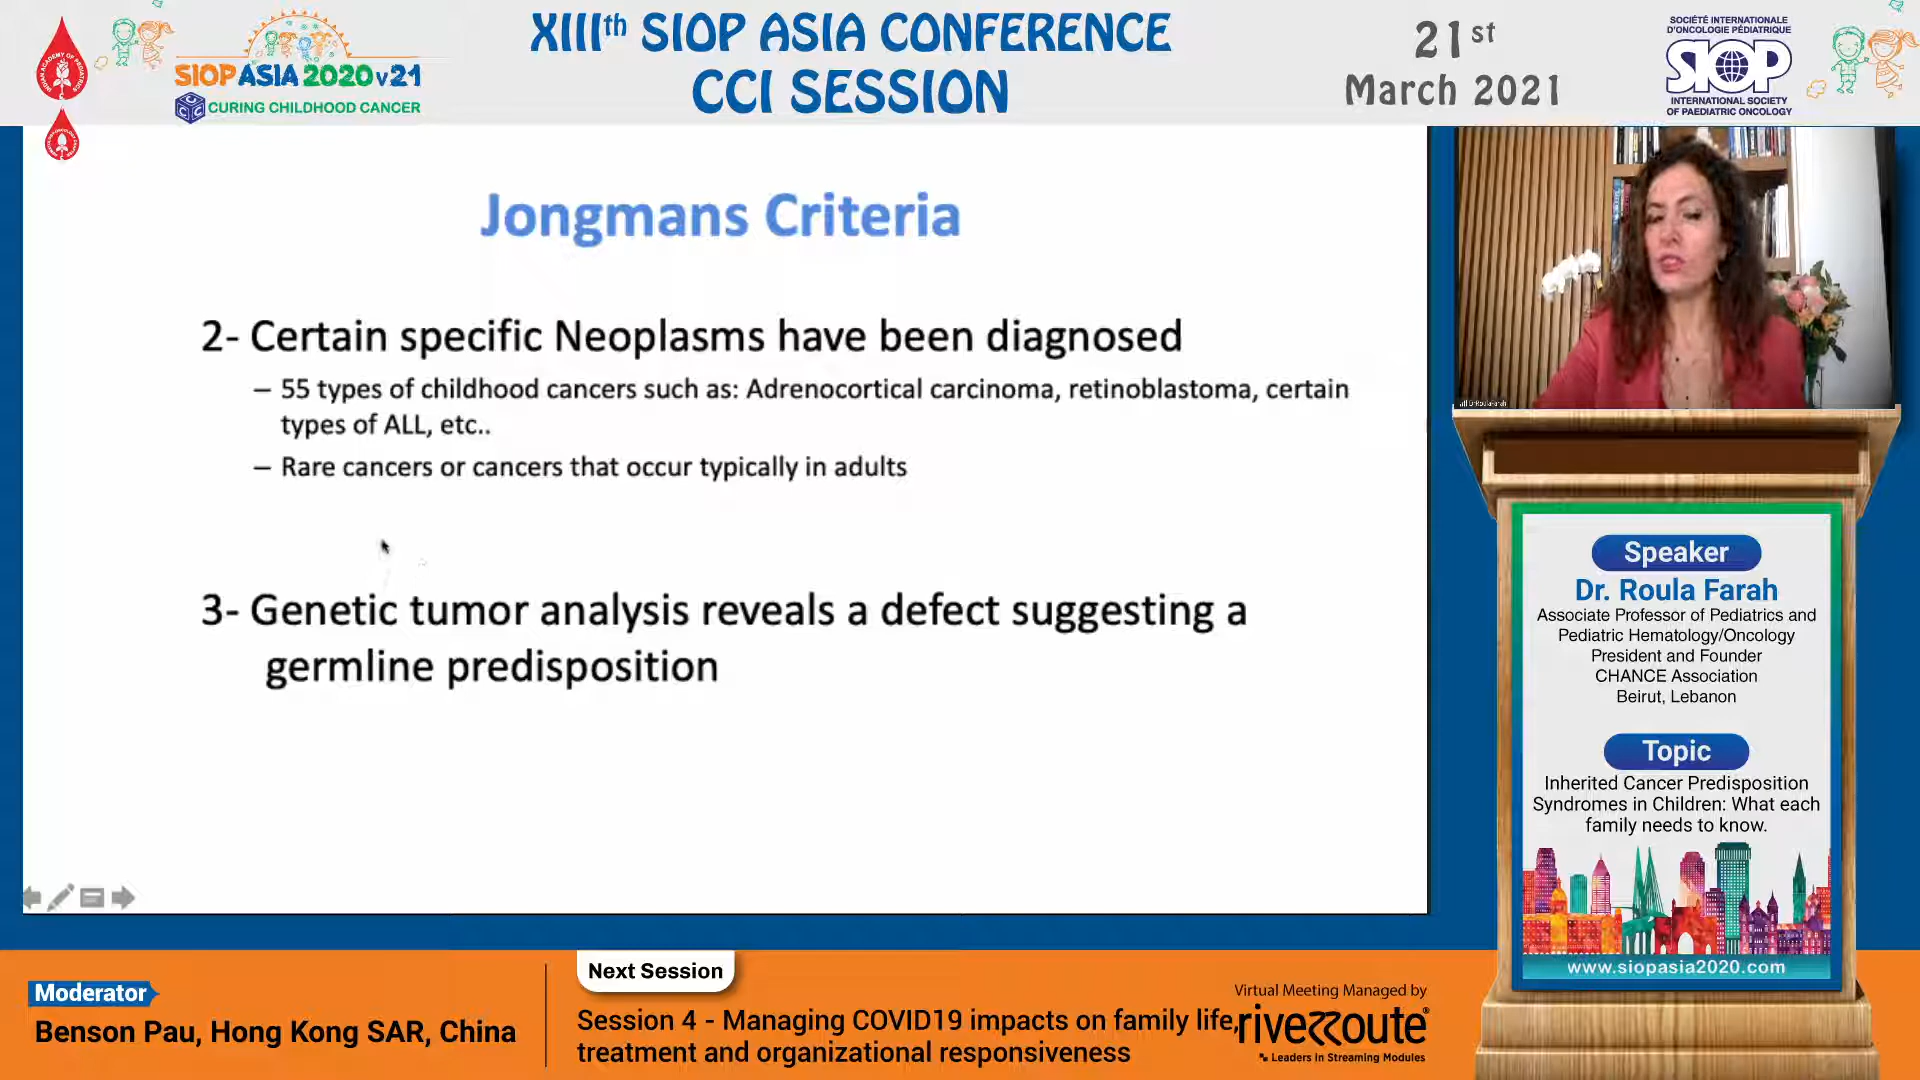 XIIIth SIOP ASIA CONFERENCE
CCI SESSION
21st
March 2021
SIOP ASIA 2020 v21
CURING CHILDHOOD CANCER
SOCIÉTÉ INTERNATIONALE
D'ONCOLOGIE PÉDIATRIQUE
SIOP
INTERNATIONAL SOCIETY
OF PAEDIATRIC ONCOLOGY
Jongmans Criteria
2- Certain specific Neoplasms have been diagnosed
– 55 types of childhood cancers such as: Adrenocortical carcinoma, retinoblastoma, certain
types of ALL, etc..
– Rare cancers or cancers that occur typically in adults
3- Genetic tumor analysis reveals a defect suggesting a
germline predisposition
Speaker
Dr. Roula Farah
Associate Professor of Pediatrics and
Pediatric Hematology/Oncology
President and Founder
CHANCE Association
Beirut, Lebanon
Topic
Inherited Cancer Predisposition
Syndromes in Children: What each
family needs to know.
www.siopasia2020.com
Moderator
Benson Pau, Hong Kong SAR, China
Next Session
Session 4 - Managing COVID19 impacts on family life,
treatment and organizational responsiveness
Virtual Meeting Managed by
riveRRoute®
Leaders In Streaming Modules